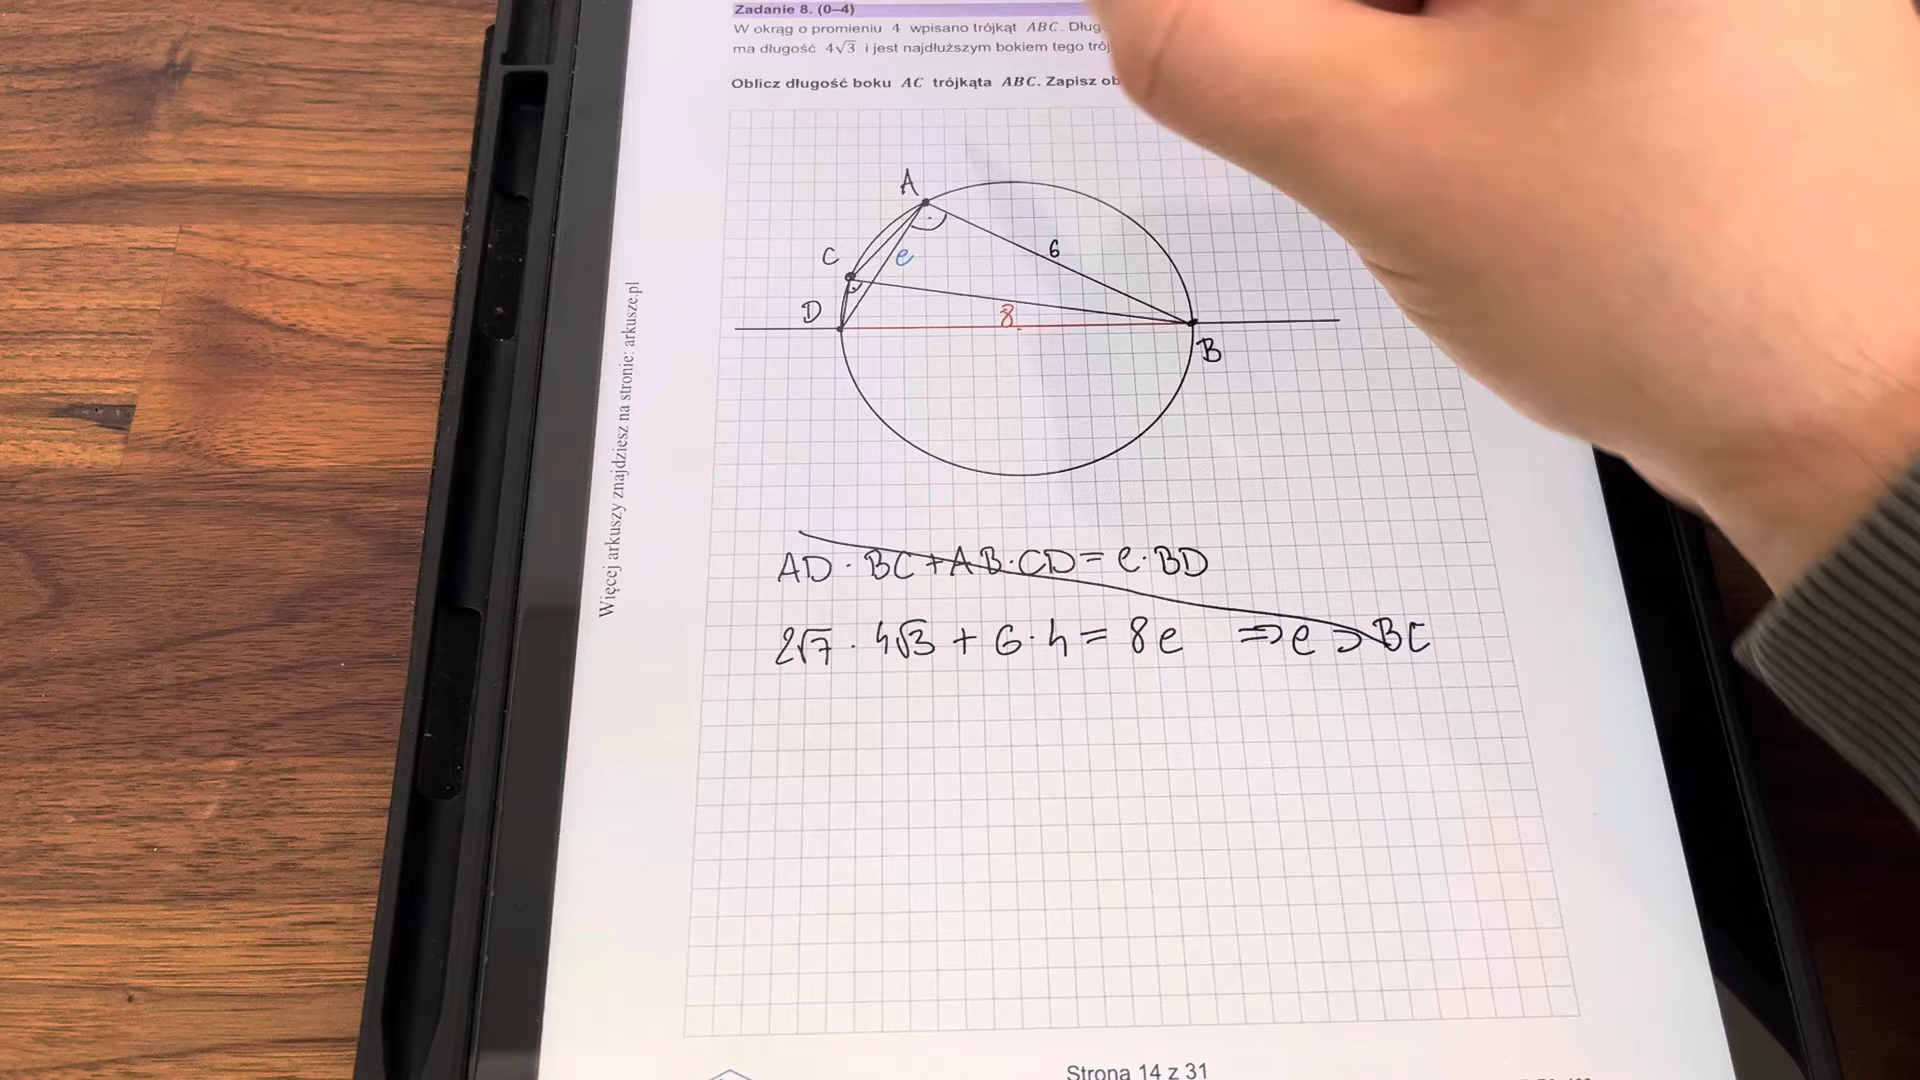 Zadanie 8. (0–4)
W okrąg o promieniu 4 wpisano trójkąt ABC. Dług
ma długość 4√3 i jest najdłuższym bokiem tego trój
Oblicz długość boku AC trójkąta ABC. Zapisz ob
Więcej arkuszy znajdziesz na stronie: arkusze.pl
A
C
e
6
D
8
B
AD · BC + AB · CD = e · BD
2√7 · 4√3 + 6 · 4 = 8e ⇒ e > BC
Strona 14 z 31